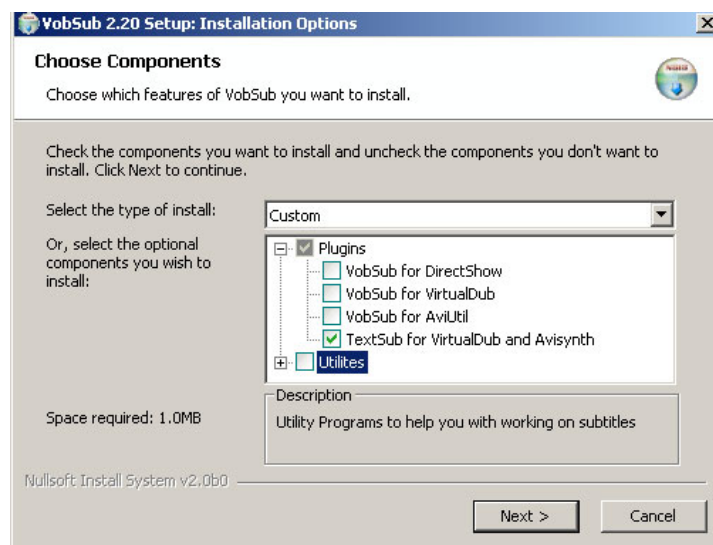 VobSub 2.20 Setup: Installation Options
Choose Components
Choose which features of VobSub you want to install.
Check the components you want to install and uncheck the components you don't want to
install. Click Next to continue.
Select the type of install:
Custom
Or, select the optional
components you wish to
install:
Plugins
VobSub for DirectShow
VobSub for VirtualDub
VobSub for AviUtil
TextSub for VirtualDub and Avisynth
Utilites
Space required: 1.0MB
Description
Utility Programs to help you with working on subtitles
Nullsoft Install System v2.0b0
Next >
Cancel